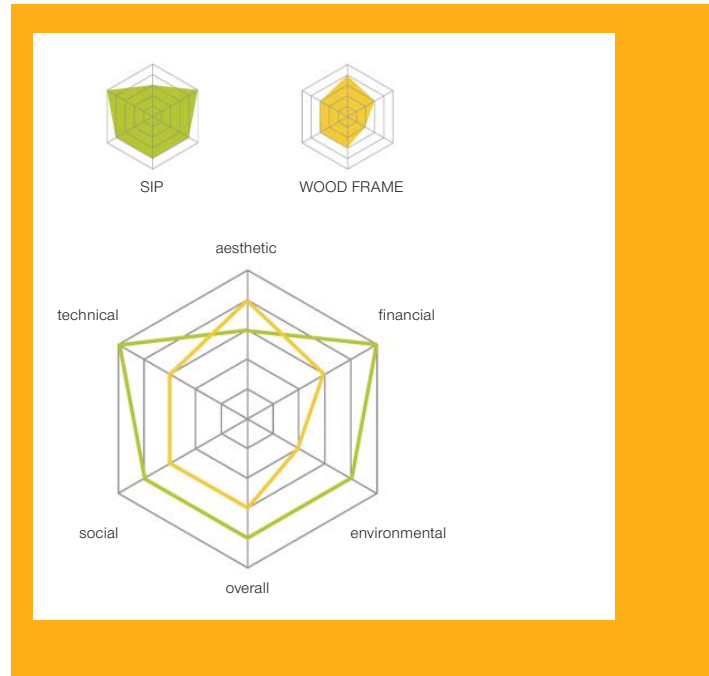 SIP
WOOD FRAME
aesthetic
technical
financial
social
environmental
overall